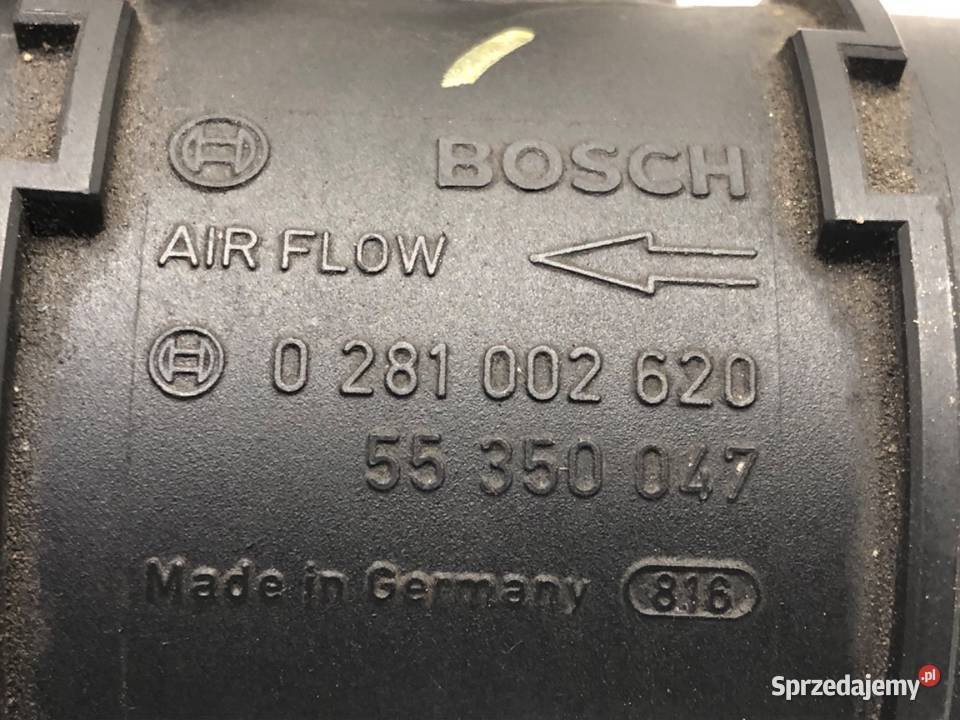 BOSCH
AIR FLOW
0 281 002 620
55 350 047
Made in Germany 816
Sprzedajemy.pl